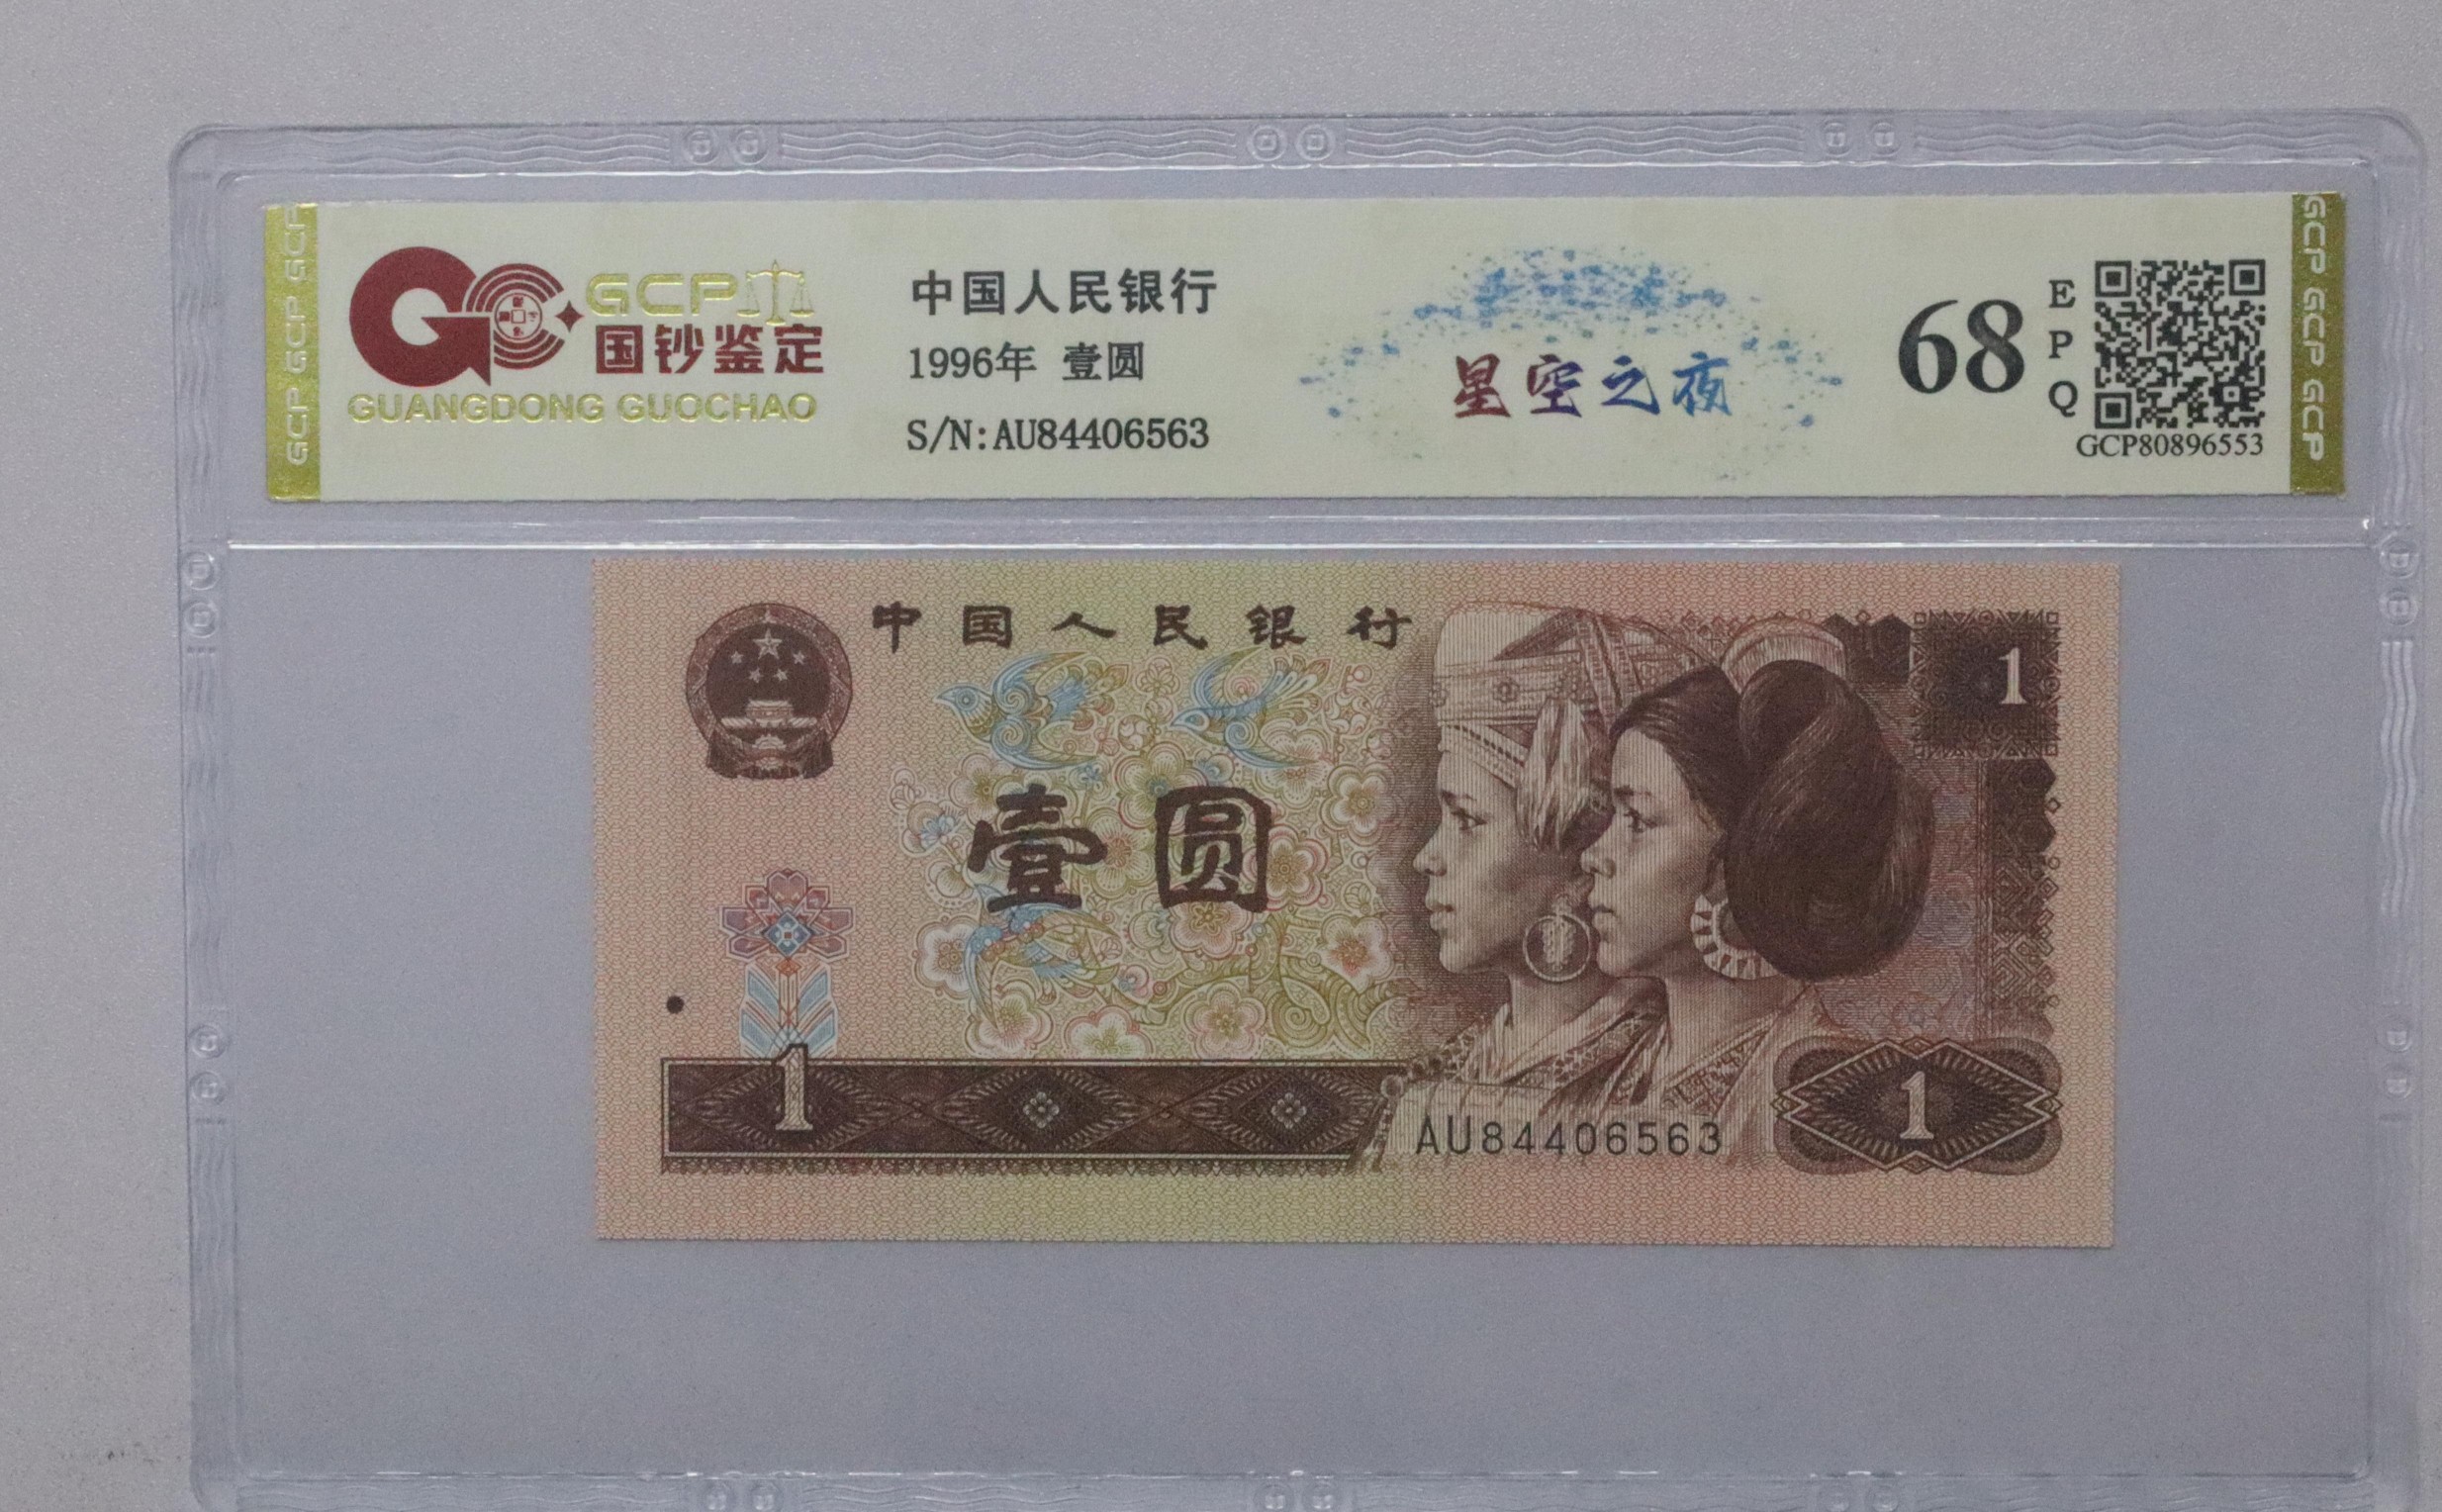 GCP GCP GCP
GCP
国钞鉴定
GUANGDONG GUOCHAO
中国人民银行
1996年 壹圆
S/N:AU84406563
星空之夜
68
E
P
Q
GCP80896553
GCP GCP GCP
中国人民银行
1
壹圆
1
AU84406563
1